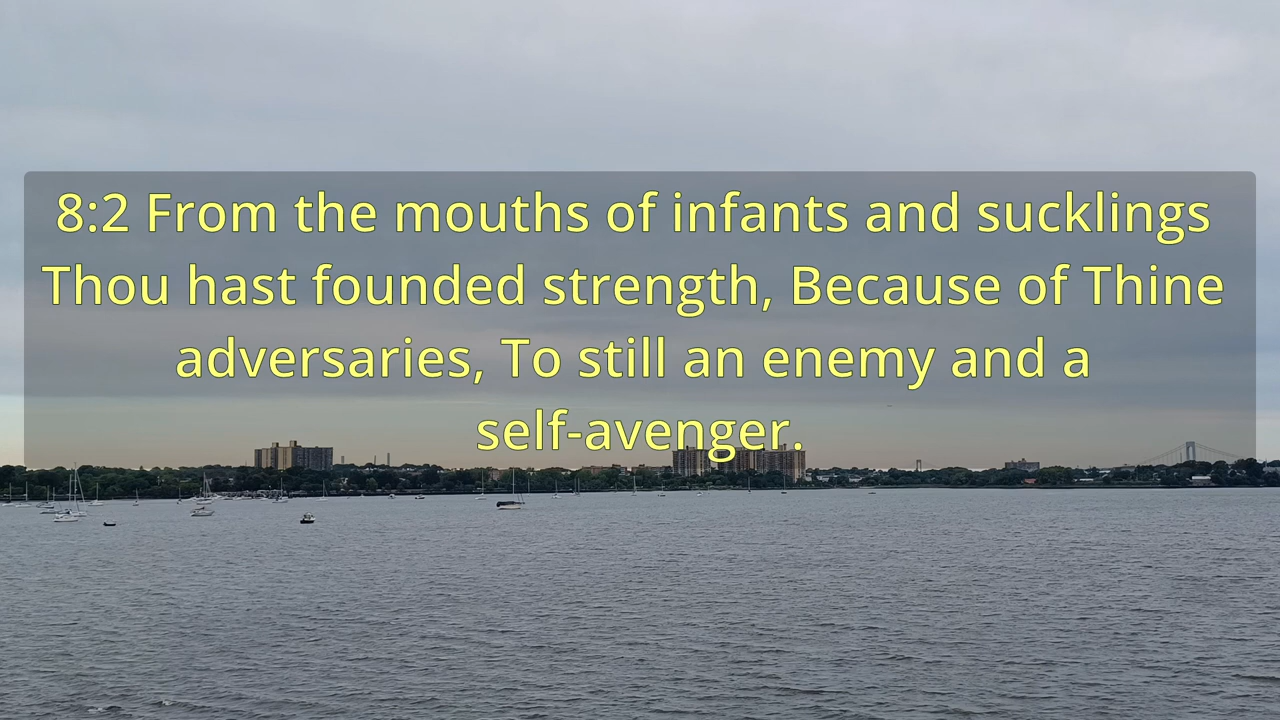 8:2 From the mouths of infants and sucklings
Thou hast founded strength, Because of Thine
adversaries, To still an enemy and a
self-avenger.